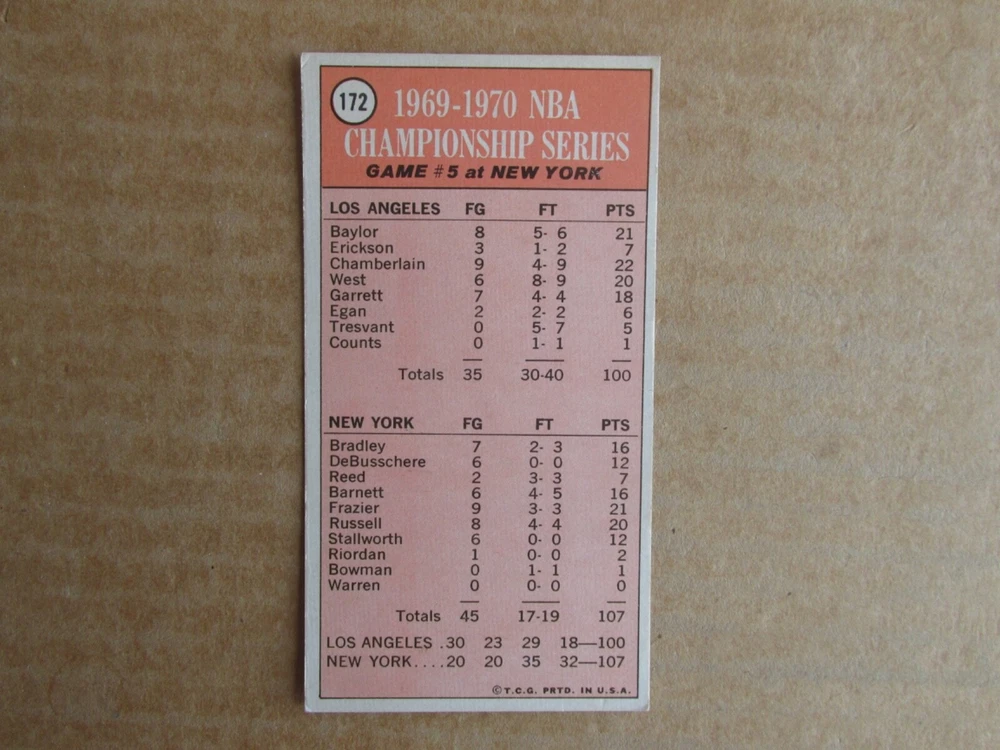 172
1969-1970 NBA
CHAMPIONSHIP SERIES
GAME #5 at NEW YORK
LOS ANGELES FG FT PTS
Baylor 8 5- 6 21
Erickson 3 1- 2 7
Chamberlain 9 4- 9 22
West 6 8- 9 20
Garrett 7 4- 4 18
Egan 2 2- 2 6
Tresvant 0 5- 7 5
Counts 0 1- 1 1
Totals 35 30-40 100
NEW YORK FG FT PTS
Bradley 7 2- 3 16
DeBusschere 6 0- 0 12
Reed 2 3- 3 7
Barnett 6 4- 5 16
Frazier 9 3- 3 21
Russell 8 4- 4 20
Stallworth 6 0- 0 12
Riordan 1 0- 0 2
Bowman 0 1- 1 1
Warren 0 0- 0 0
Totals 45 17-19 107
LOS ANGELES .30 23 29 18—100
NEW YORK....20 20 35 32—107
© T.C.G. PRTD. IN U.S.A.